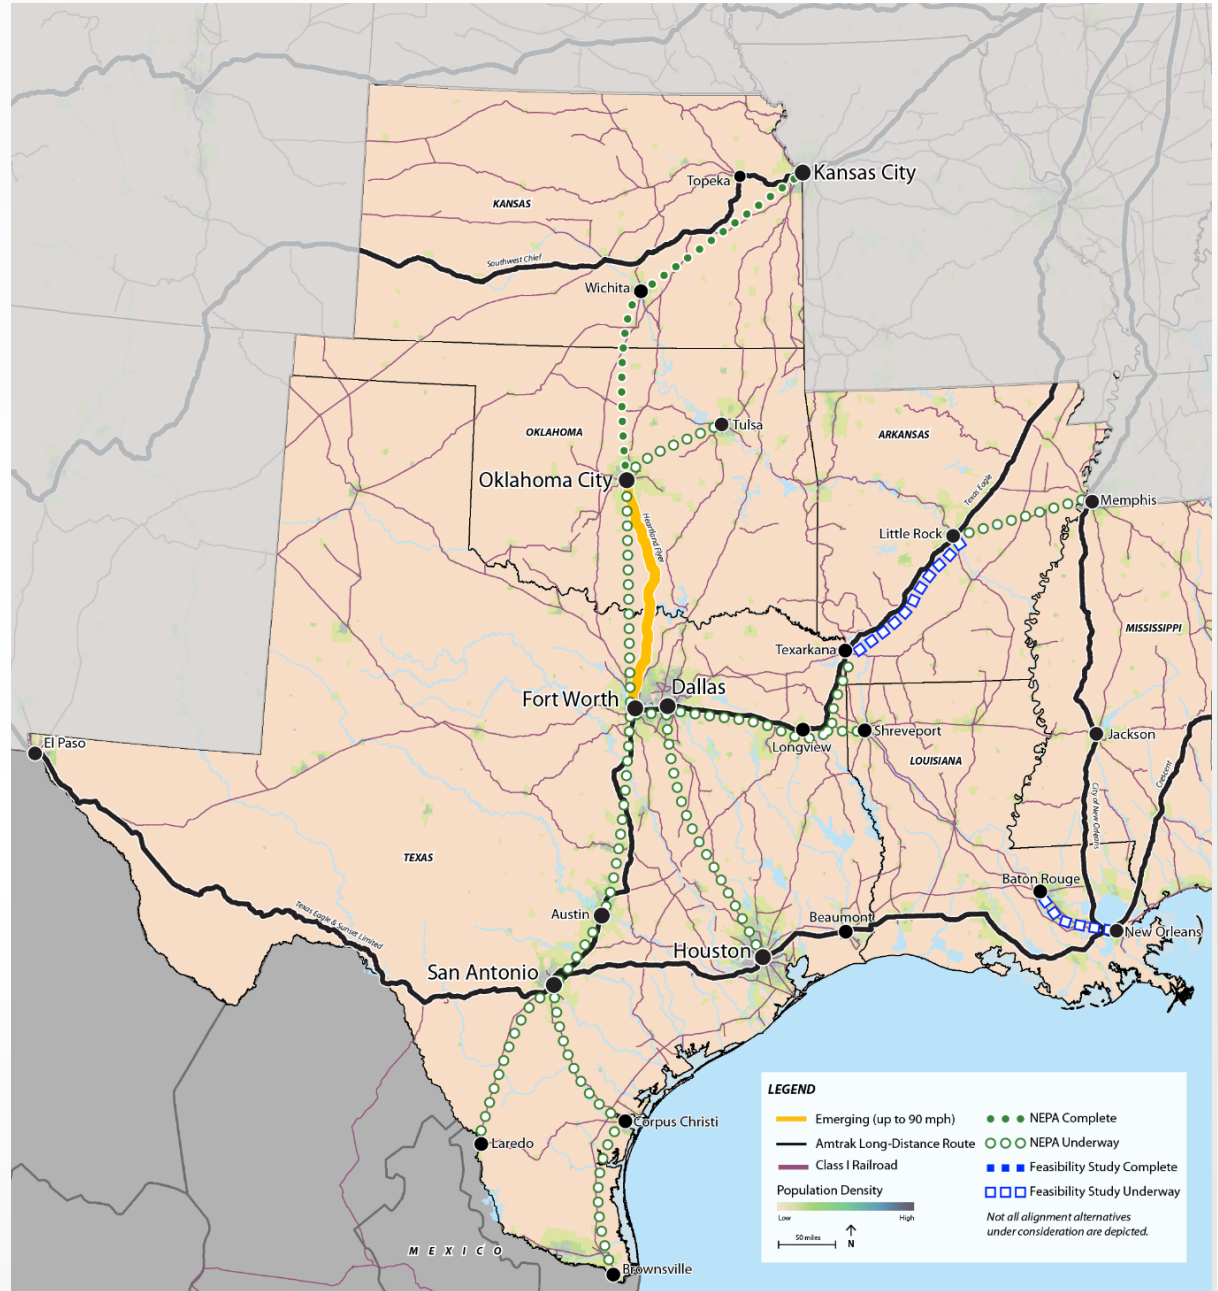 Topeka
Kansas City
KANSAS
Southwest Chief
Wichita
OKLAHOMA
Tulsa
ARKANSAS
Oklahoma City
Texas Eagle
Memphis
Heartland Flyer
Little Rock
MISSISSIPPI
Texarkana
Fort Worth
Dallas
El Paso
Longview
Shreveport
Jackson
LOUISIANA
Crescent
City of New Orleans
TEXAS
Baton Rouge
Austin
Beaumont
New Orleans
Texas Eagle & Sunset Limited
Houston
San Antonio
Corpus Christi
Laredo
MEXICO
Brownsville
LEGEND
Emerging (up to 90 mph)
Amtrak Long-Distance Route
Class I Railroad
Population Density
Low
High
50 miles
N
NEPA Complete
NEPA Underway
Feasibility Study Complete
Feasibility Study Underway
Not all alignment alternatives
under consideration are depicted.